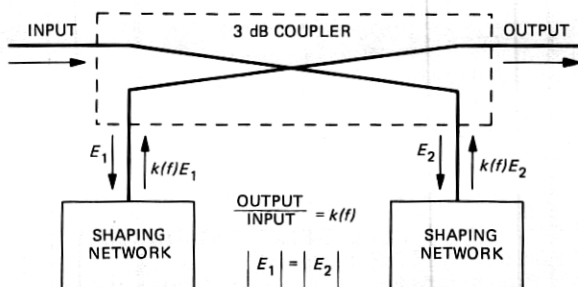 INPUT
3 dB COUPLER
OUTPUT
E₁
k(f)E₁
E₂
k(f)E₂
OUTPUT
INPUT
= k(f)
|E₁| = |E₂|
SHAPING
NETWORK
SHAPING
NETWORK